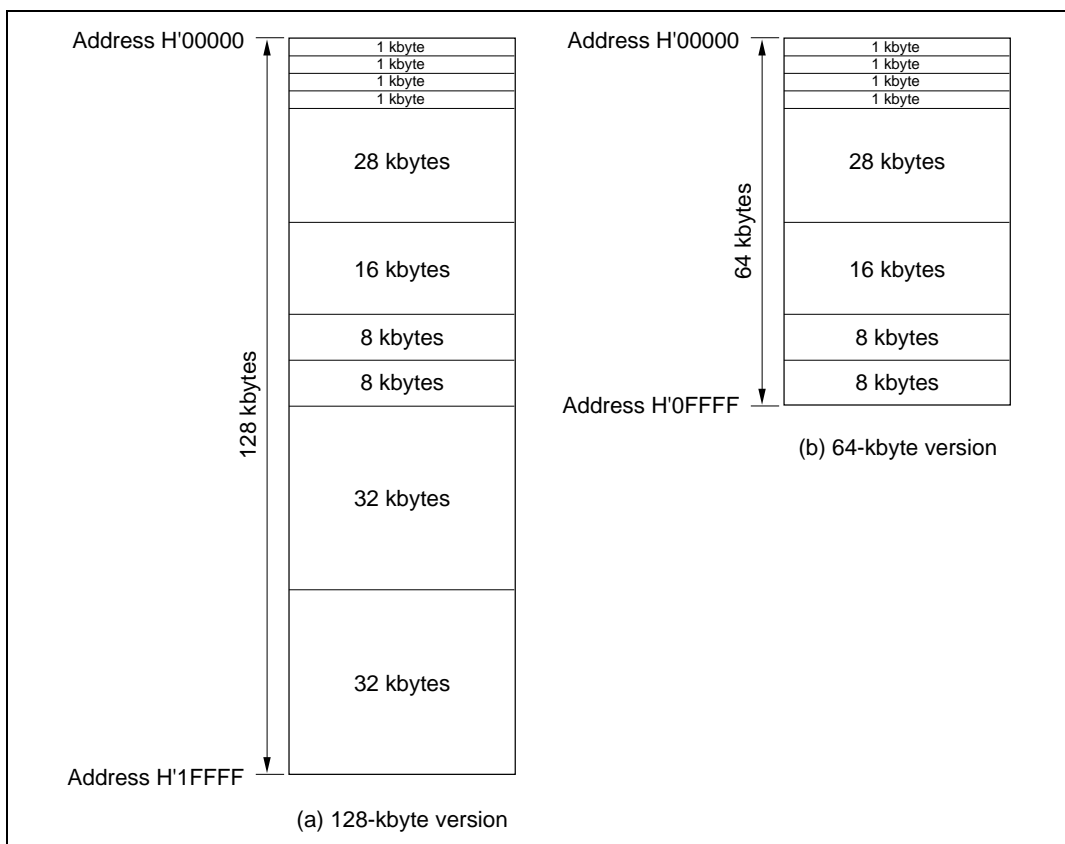 Address H'00000
1 kbyte
1 kbyte
1 kbyte
1 kbyte
28 kbytes
16 kbytes
8 kbytes
8 kbytes
32 kbytes
32 kbytes
128 kbytes
Address H'1FFFF
(a) 128-kbyte version
Address H'00000
1 kbyte
1 kbyte
1 kbyte
1 kbyte
28 kbytes
16 kbytes
8 kbytes
8 kbytes
64 kbytes
Address H'0FFFF
(b) 64-kbyte version